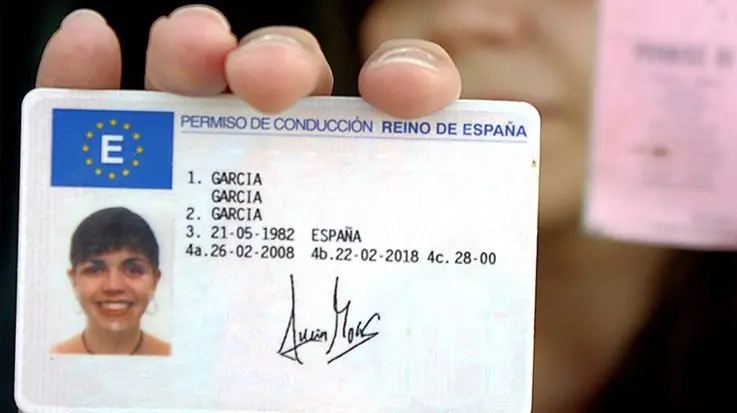 E
PERMISO DE CONDUCCIÓN REINO DE ESPAÑA
1. GARCIA
GARCIA
2. GARCIA
3. 21-05-1982 ESPAÑA
4a.26-02-2008 4b.22-02-2018 4c.28-00